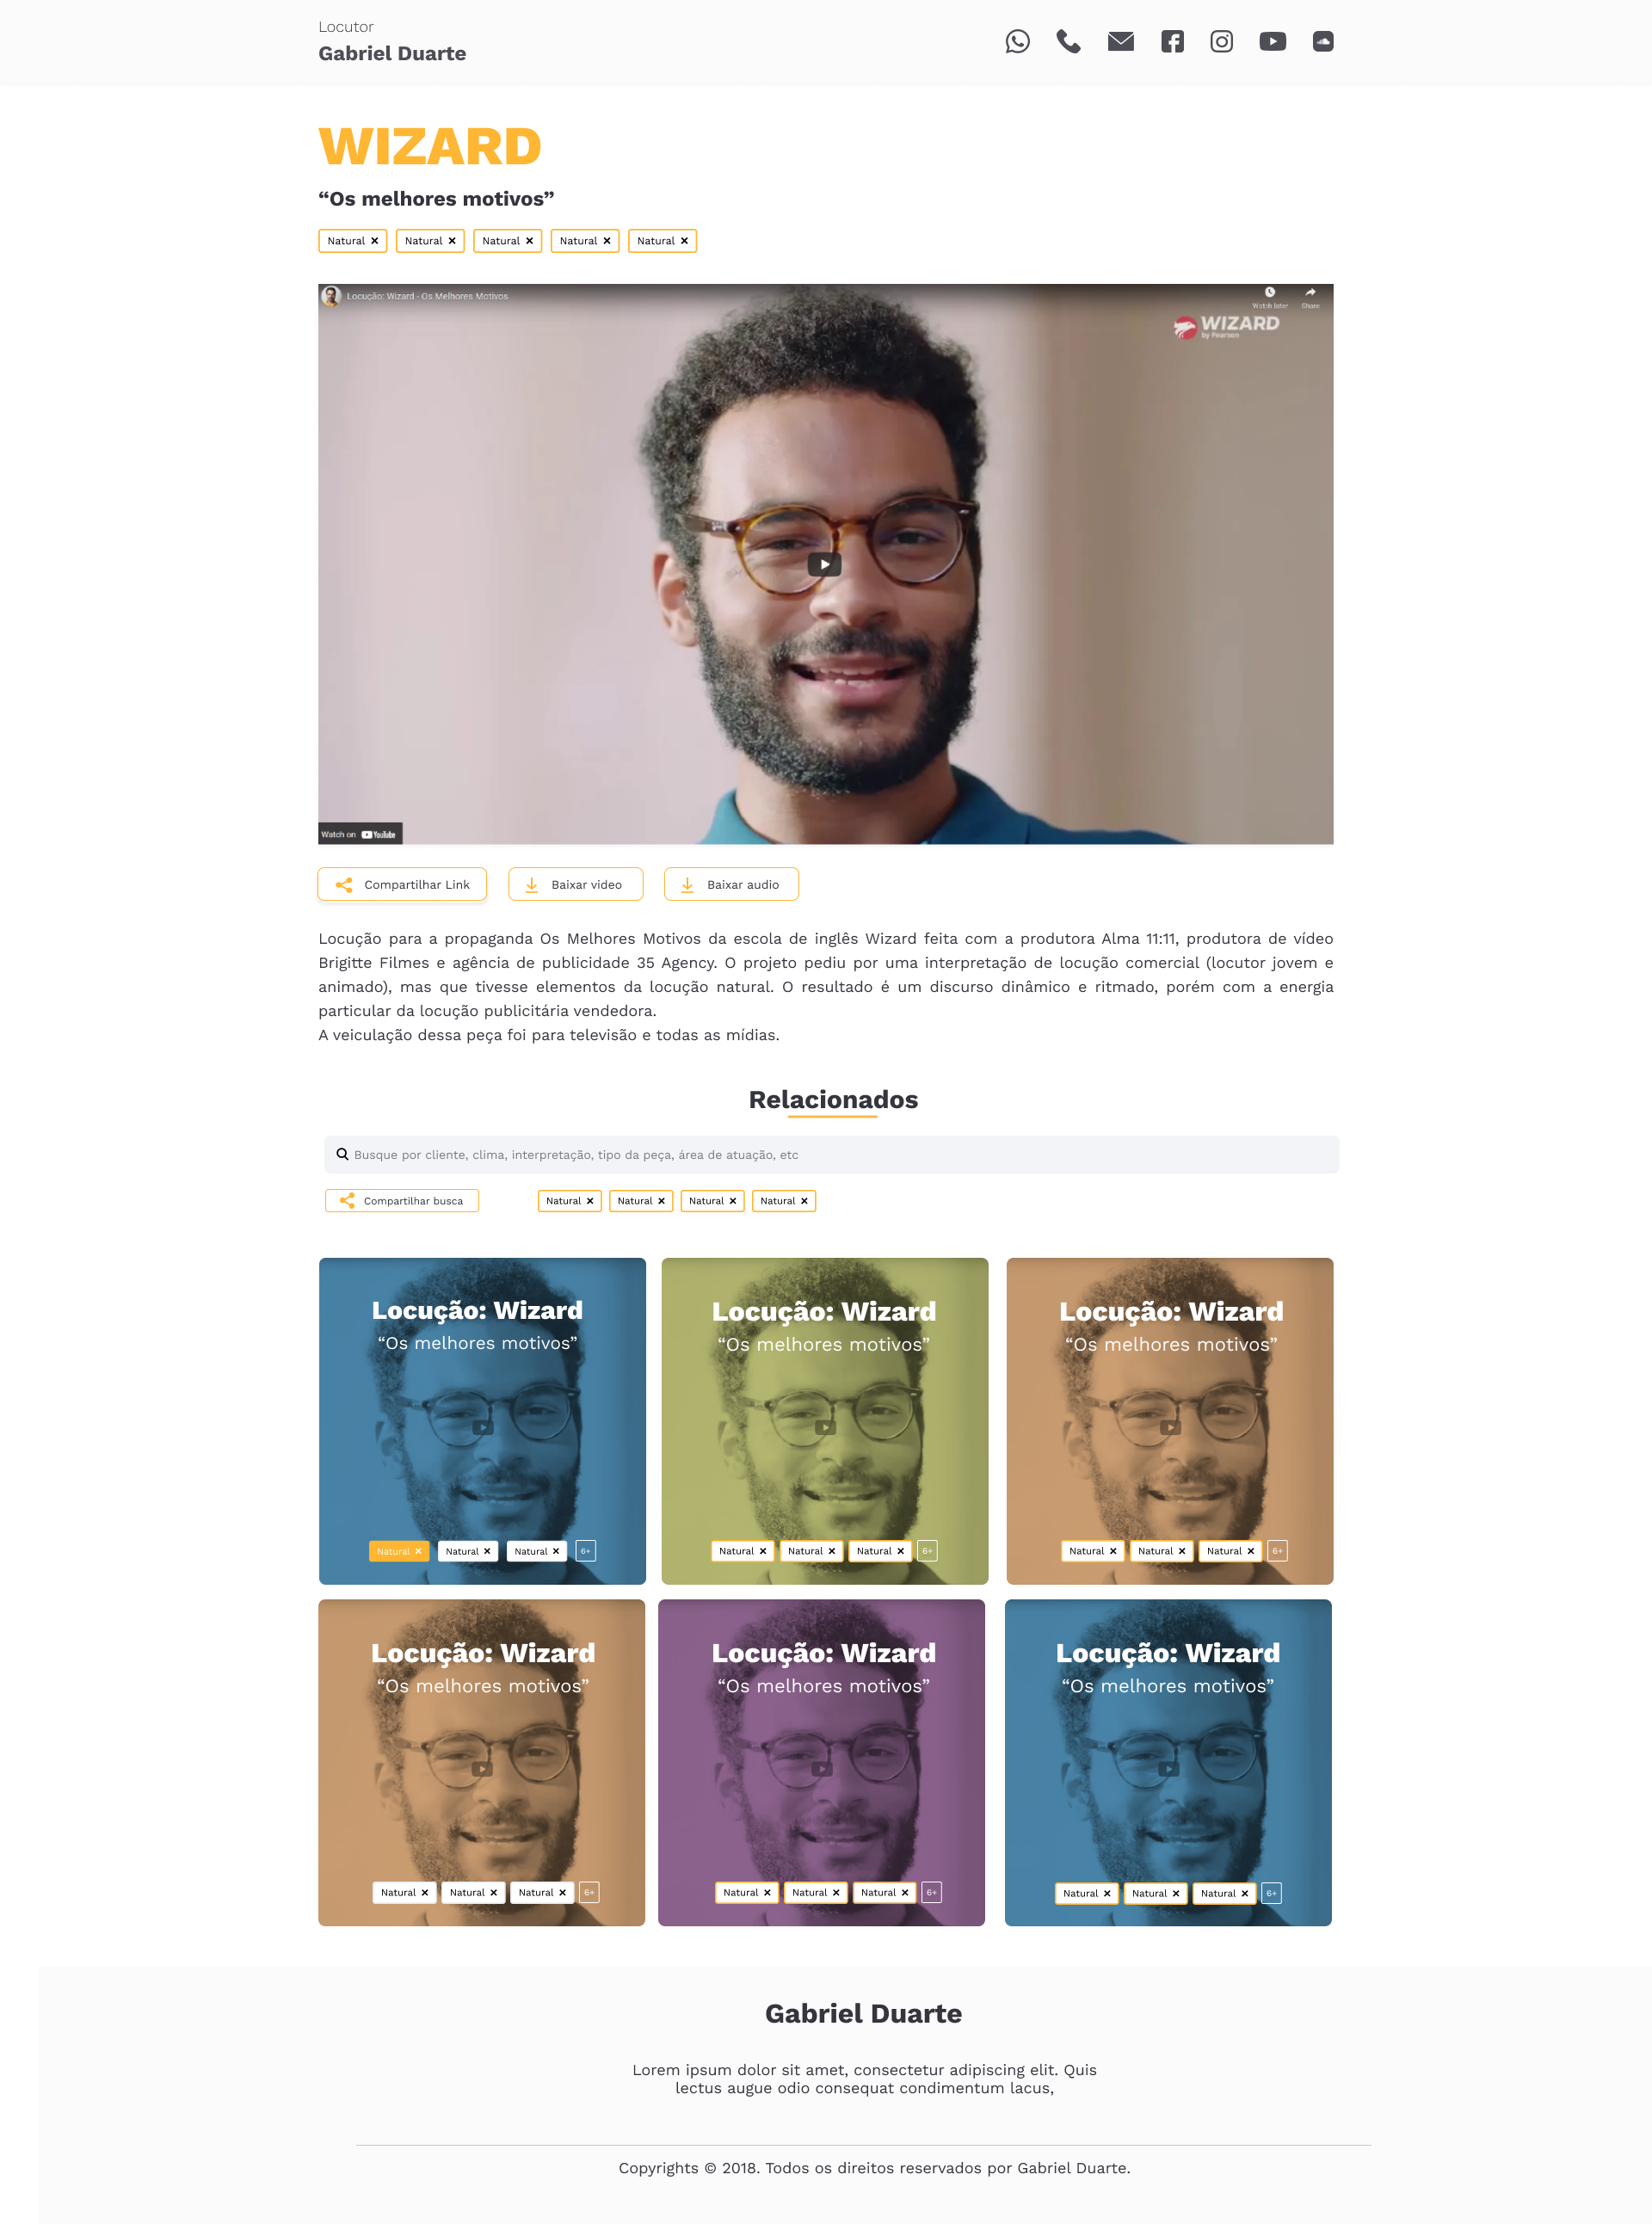 Locutor
Gabriel Duarte
WIZARD
“Os melhores motivos”
Natural × Natural × Natural × Natural × Natural ×
Locução: Wizard - Os Melhores Motivos
Watch later Share
WIZARD
by Pearson
Watch on YouTube
Compartilhar Link Baixar video Baixar audio
Locução para a propaganda Os Melhores Motivos da escola de inglês Wizard feita com a produtora Alma 11:11, produtora de vídeo
Brigitte Filmes e agência de publicidade 35 Agency. O projeto pediu por uma interpretação de locução comercial (locutor jovem e
animado), mas que tivesse elementos da locução natural. O resultado é um discurso dinâmico e ritmado, porém com a energia
particular da locução publicitária vendedora.
A veiculação dessa peça foi para televisão e todas as mídias.
Relacionados
Busque por cliente, clima, interpretação, tipo da peça, área de atuação, etc
Compartilhar busca Natural × Natural × Natural × Natural ×
Locução: Wizard
“Os melhores motivos”
Natural × Natural × Natural × 6+
Locução: Wizard
“Os melhores motivos”
Natural × Natural × Natural × 6+
Locução: Wizard
“Os melhores motivos”
Natural × Natural × Natural × 6+
Locução: Wizard
“Os melhores motivos”
Natural × Natural × Natural × 6+
Locução: Wizard
“Os melhores motivos”
Natural × Natural × Natural × 6+
Locução: Wizard
“Os melhores motivos”
Natural × Natural × Natural × 6+
Gabriel Duarte
Lorem ipsum dolor sit amet, consectetur adipiscing elit. Quis
lectus augue odio consequat condimentum lacus,
Copyrights © 2018. Todos os direitos reservados por Gabriel Duarte.